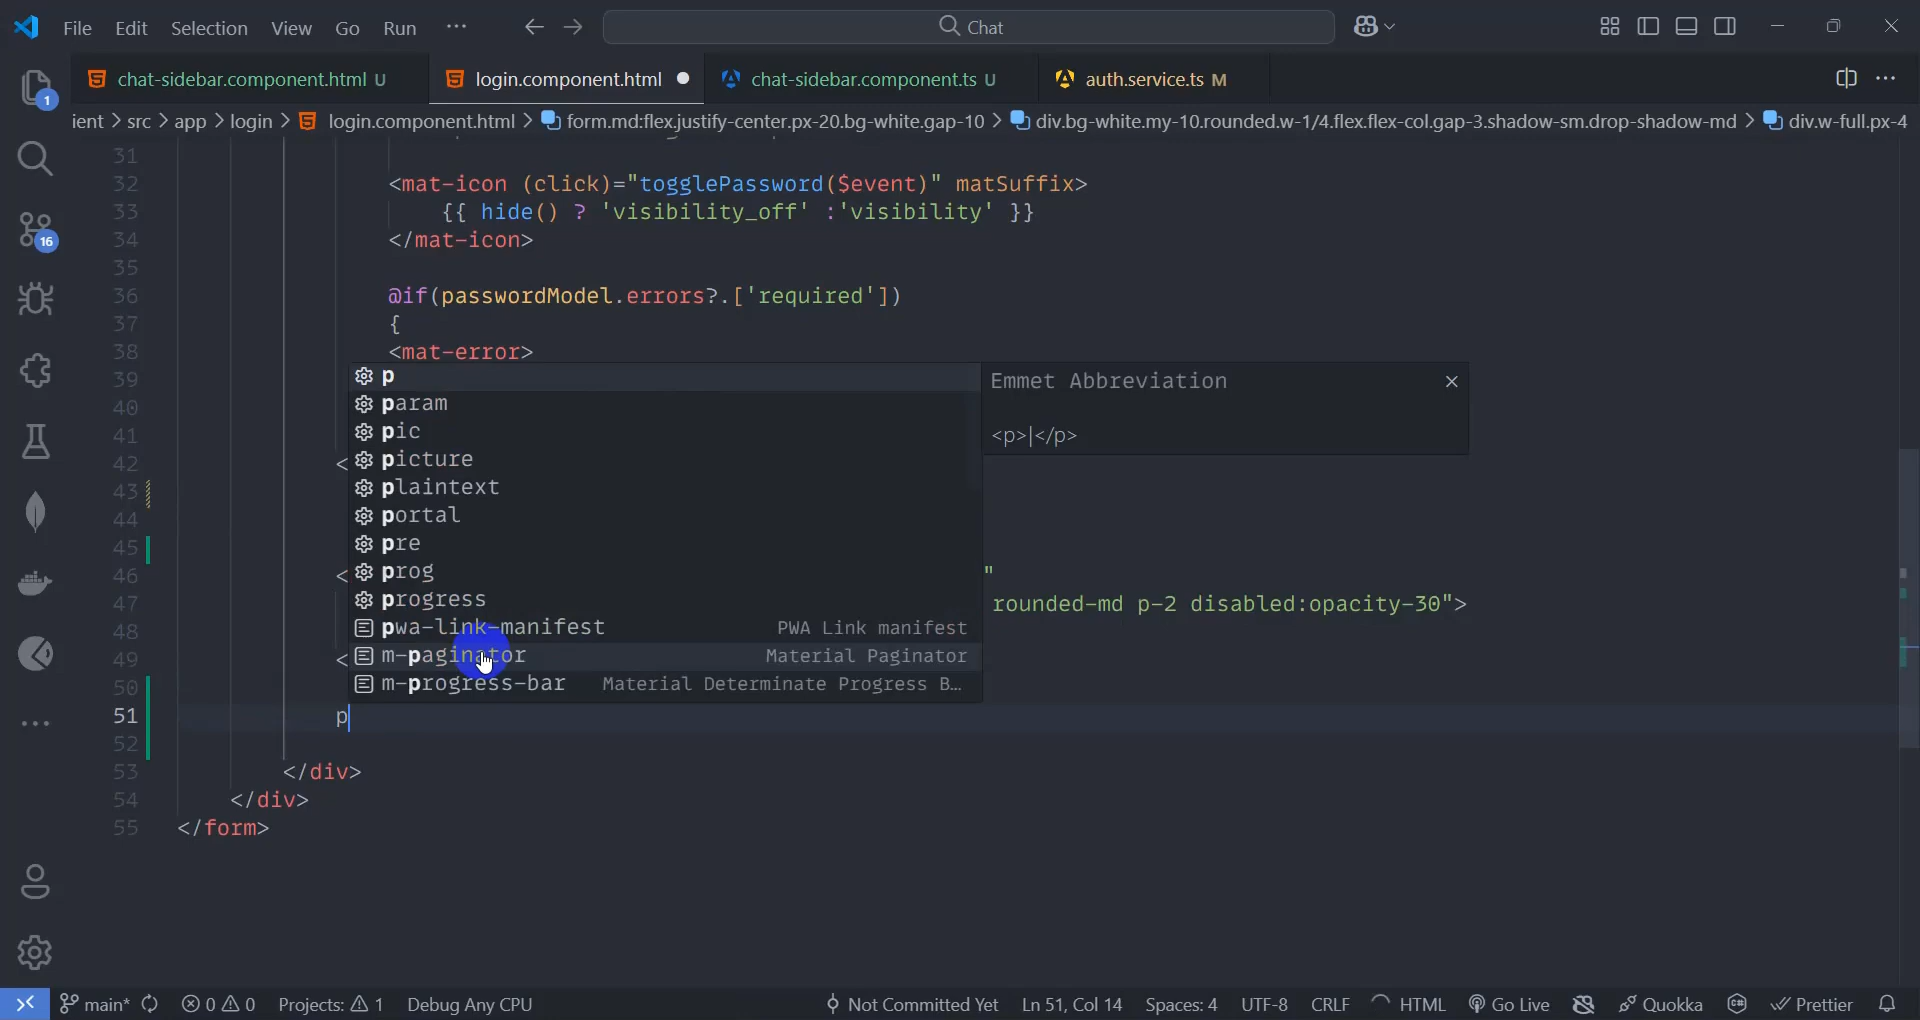 File Edit Selection View Go Run ··· Chat
chat-sidebar.component.html U login.component.html chat-sidebar.component.ts U auth.service.ts M
ient > src > app > login > login.component.html > form.md:flex.justify-center.px-20.bg-white.gap-10 > div.bg-white.my-10.rounded.w-1/4.flex.flex-col.gap-3.shadow-sm.drop-shadow-md > div.w-full.px-4
1
16
31
32 <mat-icon (click)="togglePassword($event)" matSuffix>
33 {{ hide() ? 'visibility_off' :'visibility' }}
34 </mat-icon>
35
36 @if(passwordModel.errors?.['required'])
37 {
38 <mat-error>
39 p Emmet Abbreviation
40 param
41 pic <p>|</p>
42 < picture
43 plaintext
44 portal
45 pre
46 < prog "
47 progress rounded-md p-2 disabled:opacity-30">
48 pwa-link-manifest PWA Link manifest
49 < m-paginator Material Paginator
50 m-progress-bar Material Determinate Progress B…
51 p
52
53 </div>
54 </div>
55 </form>
main* 0 0 Projects: 1 Debug Any CPU Not Committed Yet Ln 51, Col 14 Spaces: 4 UTF-8 CRLF HTML Go Live Quokka Prettier